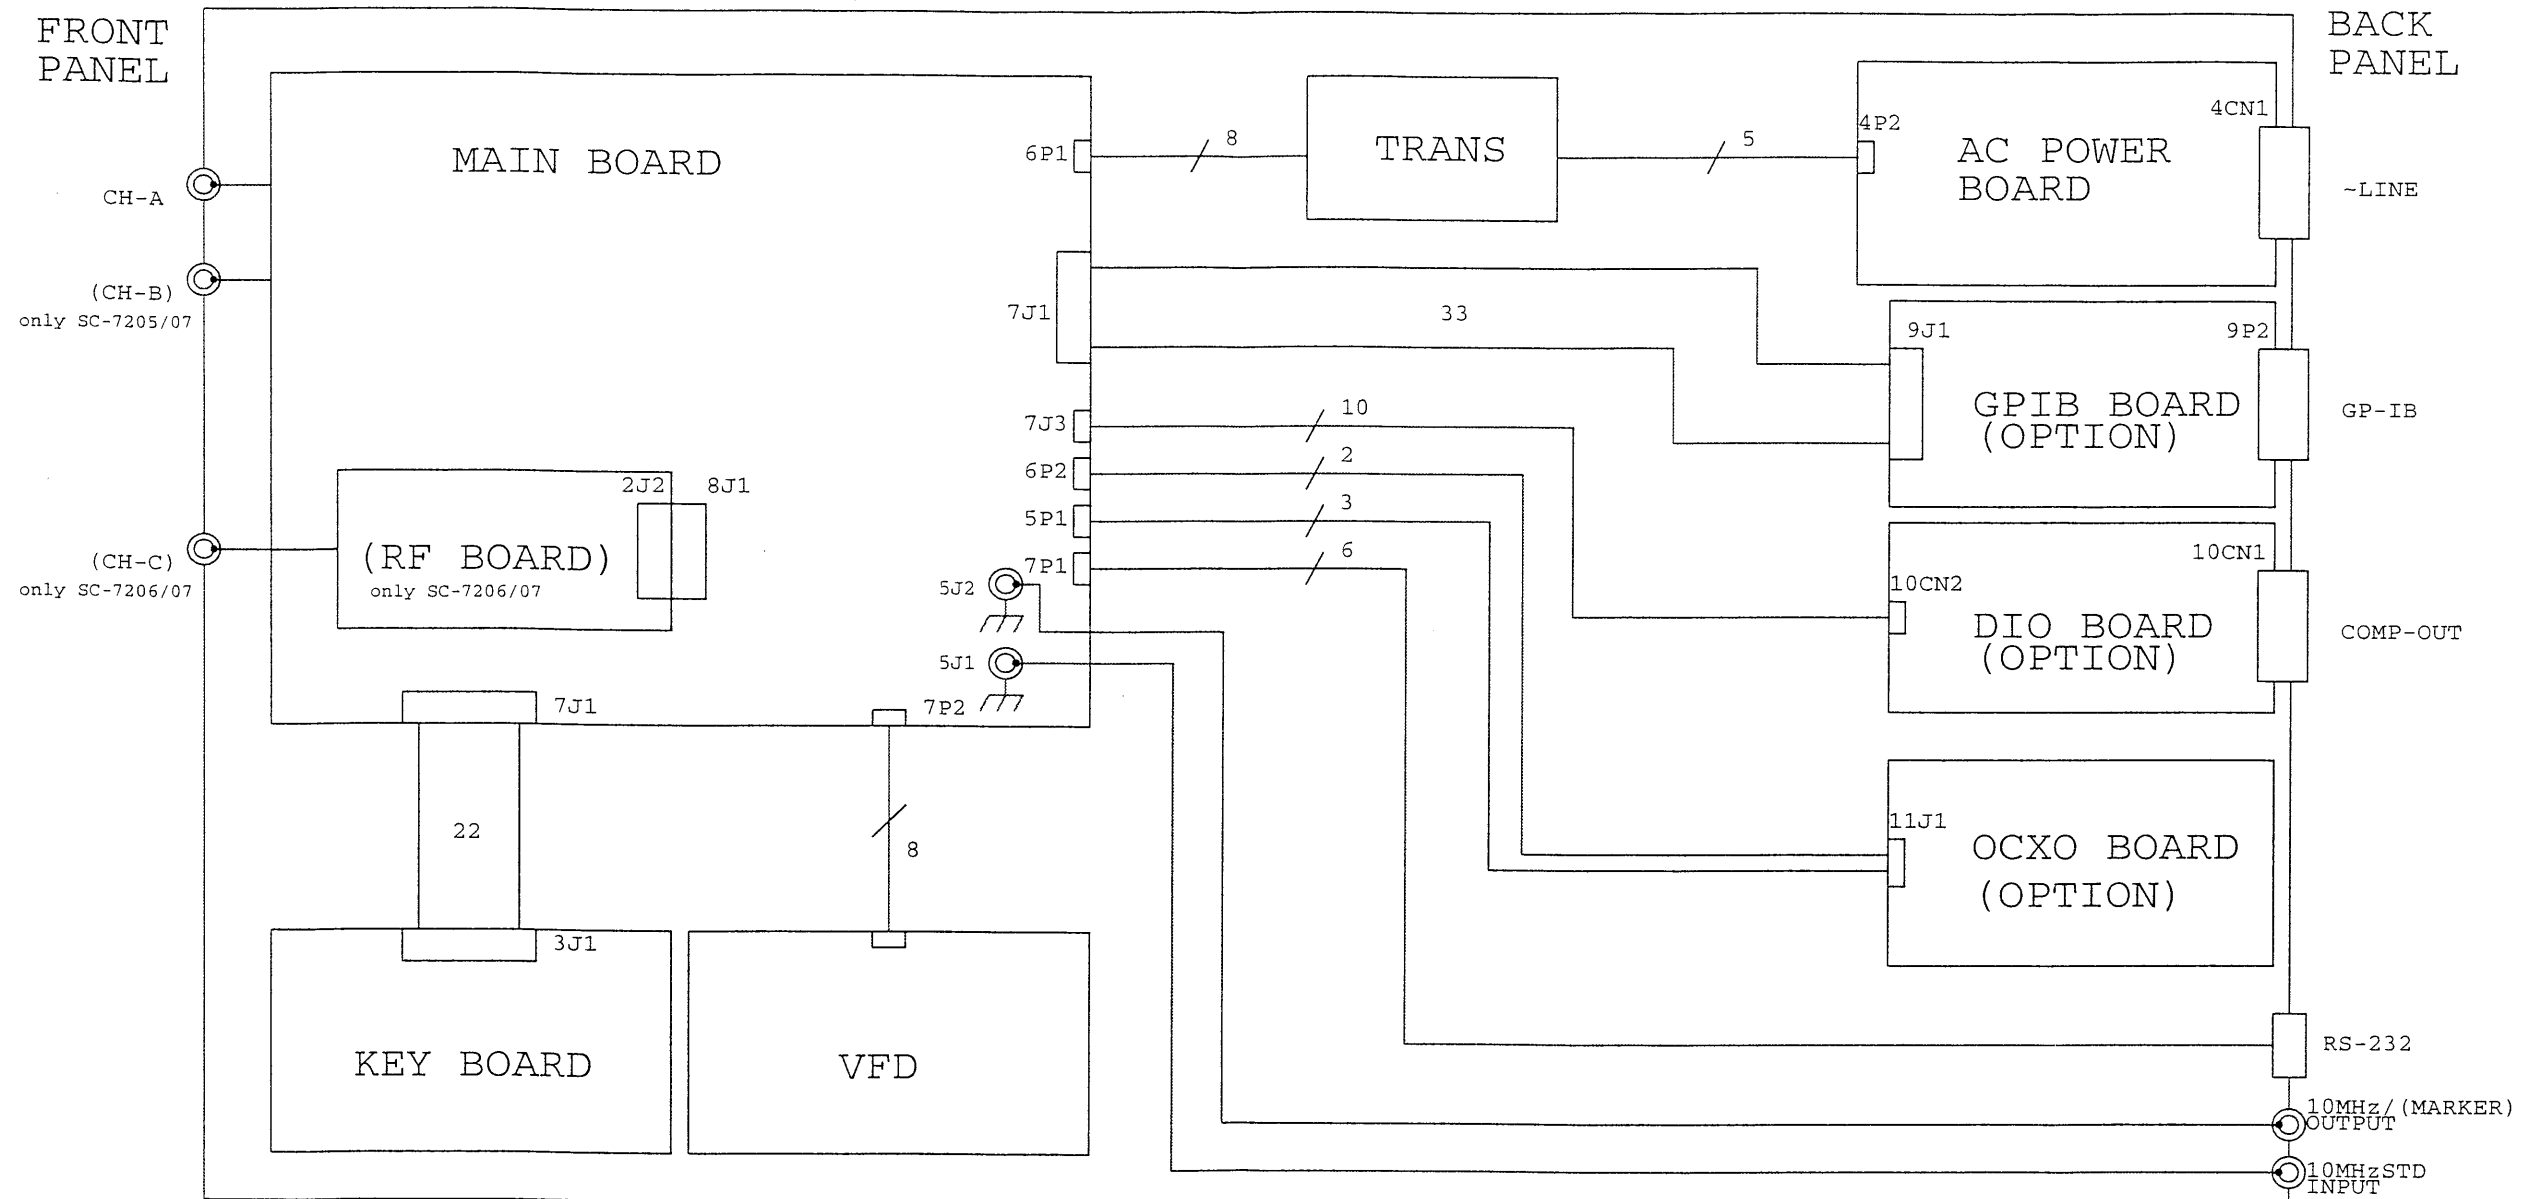 FRONT
PANEL
BACK
PANEL
4CN1
4P2
6P1
8
TRANS
5
AC POWER
BOARD
MAIN BOARD
~LINE
CH-A
(CH-B)
only SC-7205/07
7J1
33
9J1
9P2
GPIB BOARD
(OPTION)
GP-IB
7J3
10
6P2
2
2J2
8J1
5P1
3
(RF BOARD)
only SC-7206/07
(CH-C)
only SC-7206/07
7P1
6
10CN1
10CN2
5J2
DIO BOARD
(OPTION)
COMP-OUT
5J1
7J1
7P2
22
8
11J1
OCXO BOARD
(OPTION)
3J1
KEY BOARD
VFD
RS-232
10MHz/(MARKER)
OUTPUT
10MHzSTD
INPUT